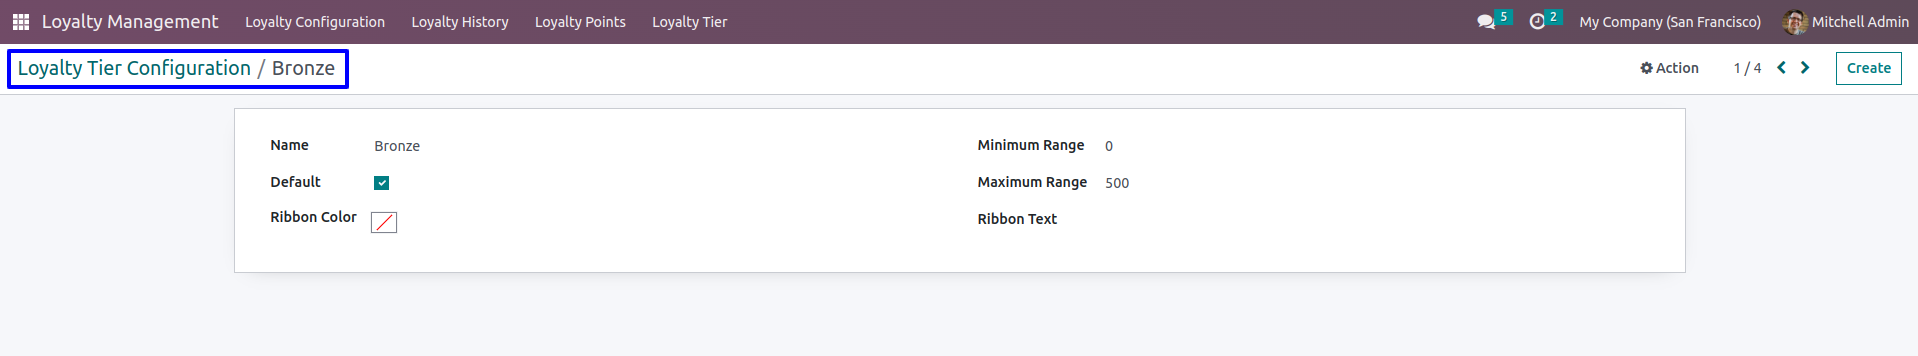 Loyalty Management Loyalty Configuration Loyalty History Loyalty Points Loyalty Tier 5 2 My Company (San Francisco) Mitchell Admin
Loyalty Tier Configuration / Bronze Action 1 / 4 Create
Name Bronze Minimum Range 0
Default Maximum Range 500
Ribbon Color Ribbon Text